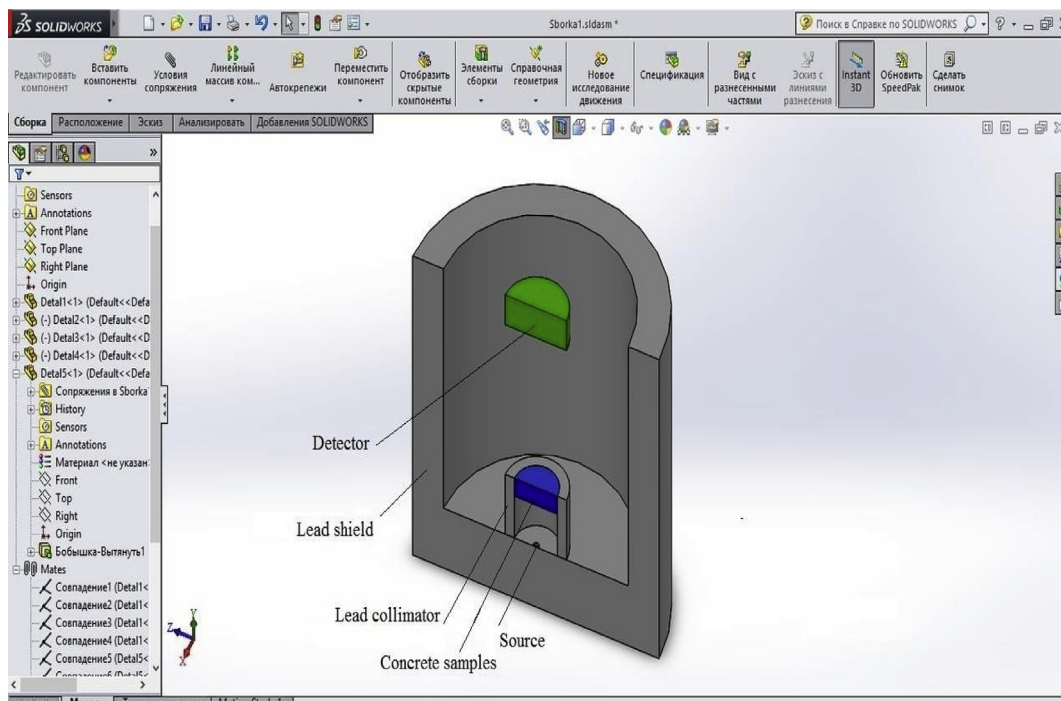 SOLIDWORKS
Sborka1.sldasm *
Поиск в Справке по SOLIDWORKS
Редактировать компонент
Вставить компоненты
Условия сопряжения
Линейный массив ком...
Автокрепежи
Переместить компонент
Отобразить скрытые компоненты
Элементы сборки
Справочная геометрия
Новое исследование движения
Спецификация
Вид с разнесенными частями
Эскиз с линиями разнесения
Instant 3D
Обновить SpeedPak
Сделать снимок
Сборка
Расположение
Эскиз
Анализировать
Добавления SOLIDWORKS
Sensors
Annotations
Front Plane
Top Plane
Right Plane
Origin
Detal1<1> (Default<<Defa
(-) Detal2<1> (Default<<D
(-) Detal3<1> (Default<<D
(-) Detal4<1> (Default<<D
Detal5<1> (Default<<Defa
Сопряжения в Sborka
History
Sensors
Annotations
Материал <не указан
Front
Top
Right
Origin
Бобышка-Вытянуть1
Mates
Совпадение1 (Detal1<
Совпадение2 (Detal1<
Совпадение3 (Detal1<
Совпадение4 (Detal1<
Совпадение5 (Detal5<
Detector
Lead shield
Lead collimator
Source
Concrete samples
Y
Z
X